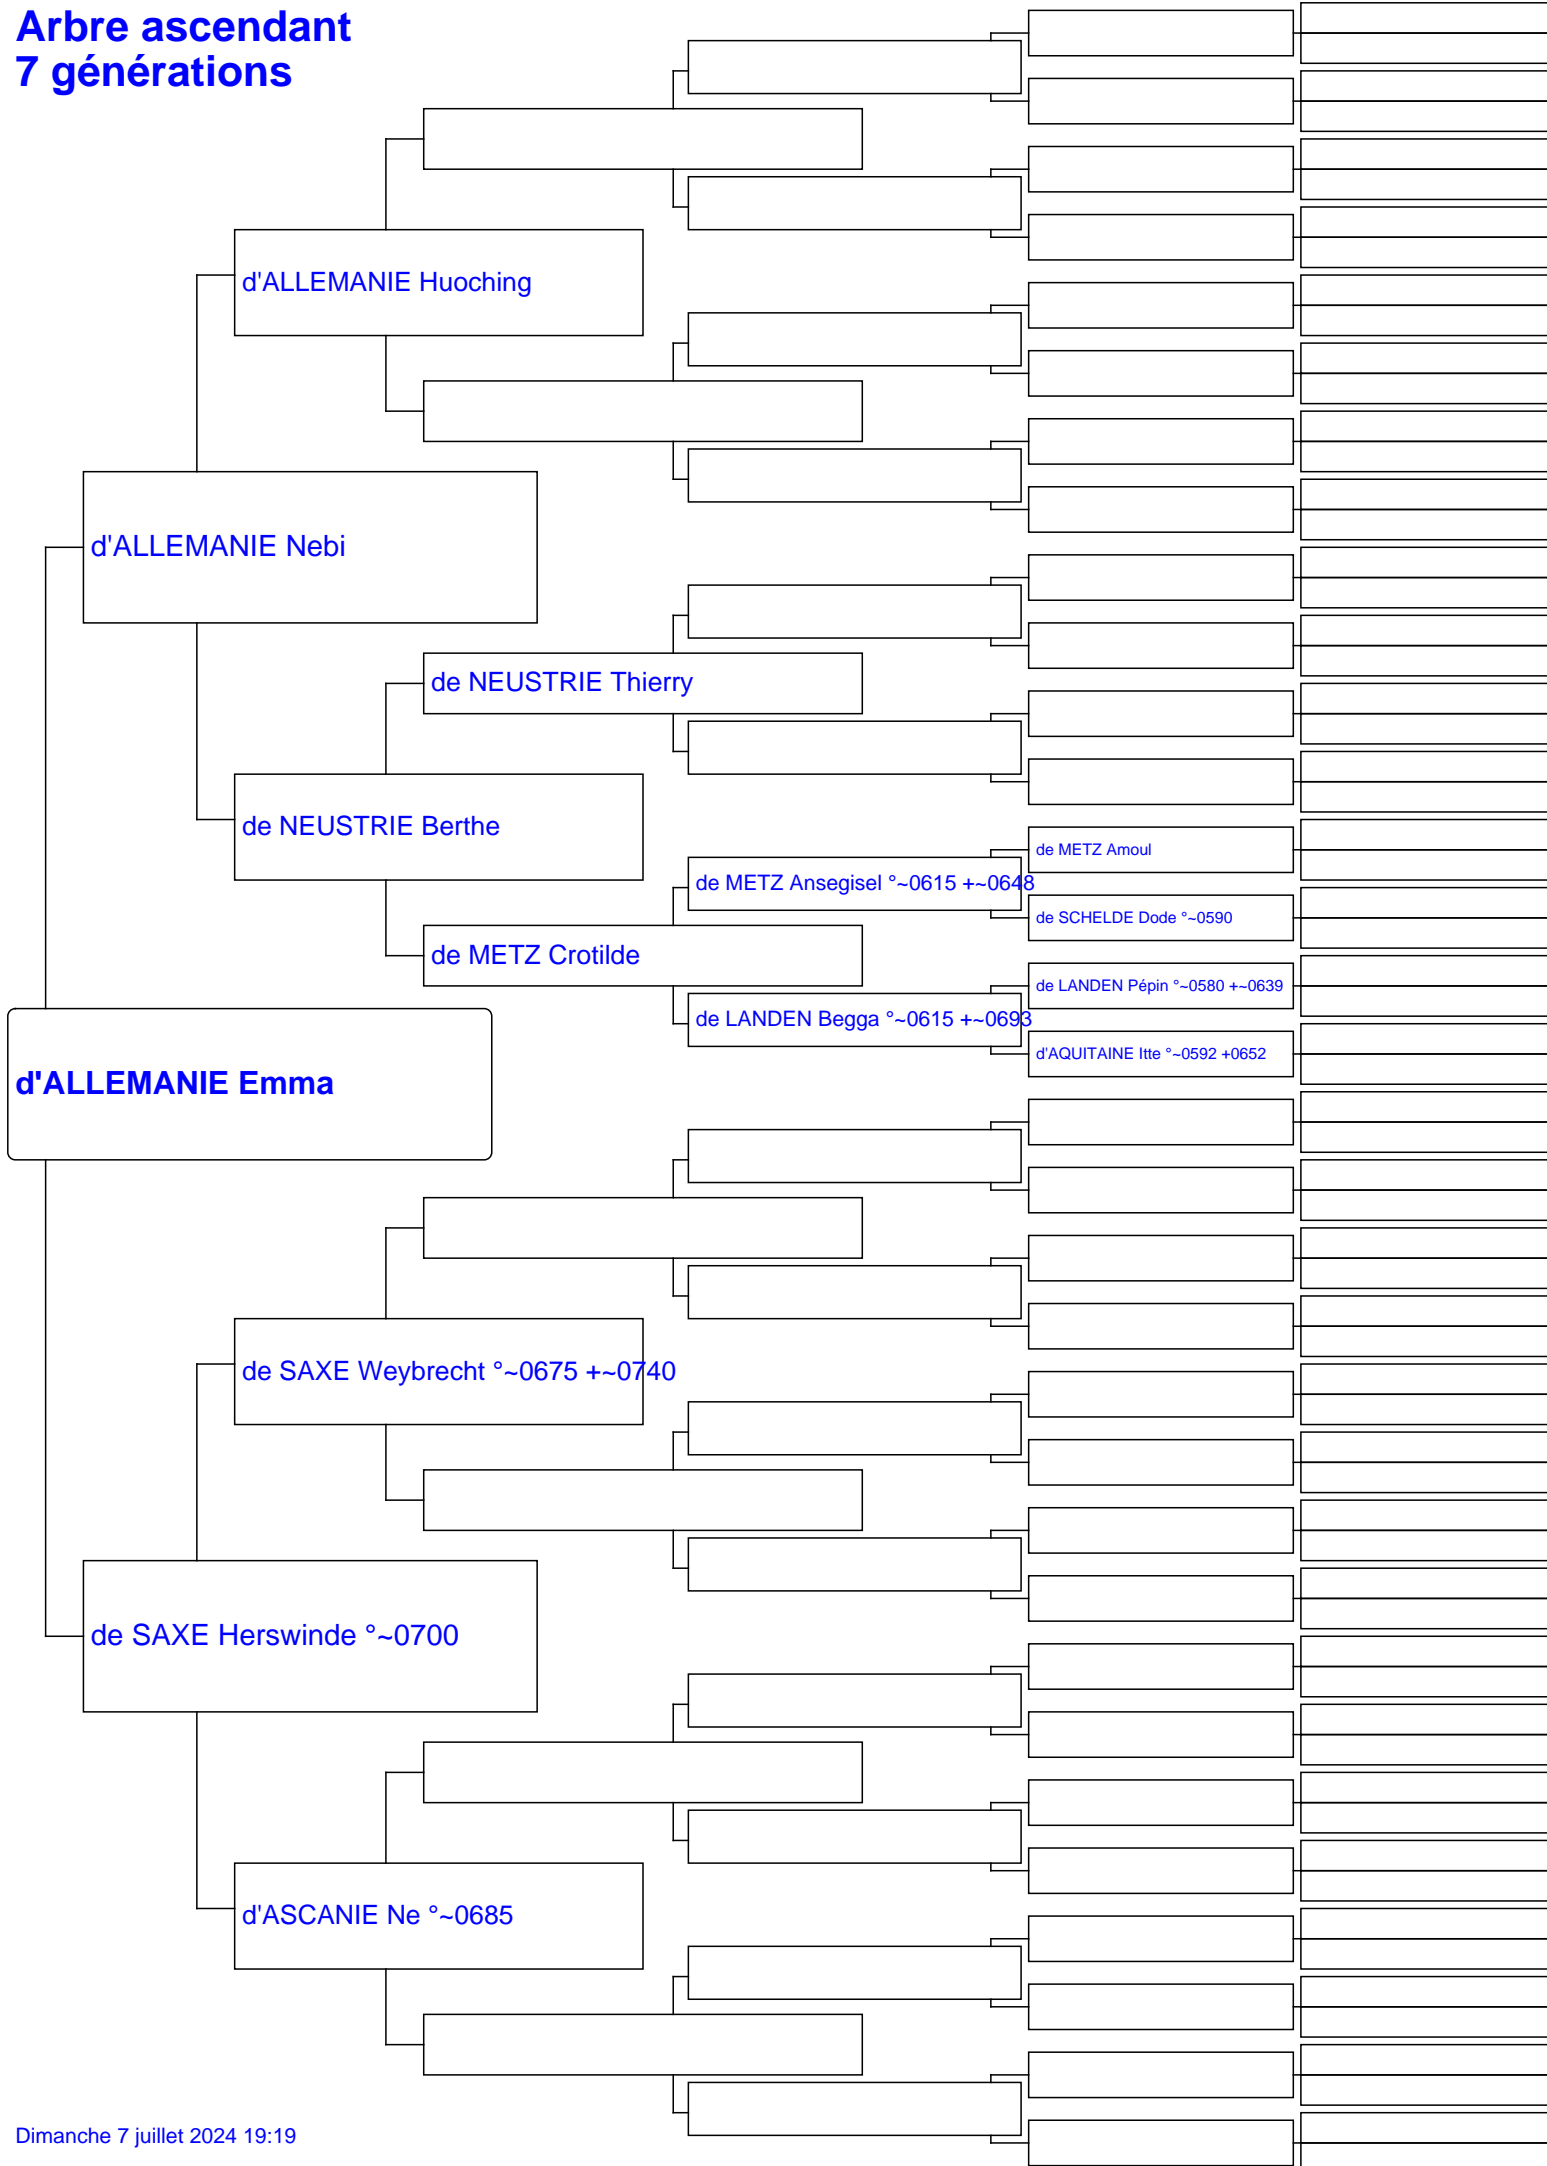 Arbre ascendant
7 générations
d'ALLEMANIE Huoching
d'ALLEMANIE Nebi
de NEUSTRIE Thierry
de NEUSTRIE Berthe
de METZ Amoul
de METZ Ansegisel °~0615 +~0648
de SCHELDE Dode °~0590
de METZ Crotilde
de LANDEN Pépin °~0580 +~0639
de LANDEN Begga °~0615 +~0693
d'AQUITAINE Itte °~0592 +0652
d'ALLEMANIE Emma
de SAXE Weybrecht °~0675 +~0740
de SAXE Herswinde °~0700
d'ASCANIE Ne °~0685
Dimanche 7 juillet 2024 19:19